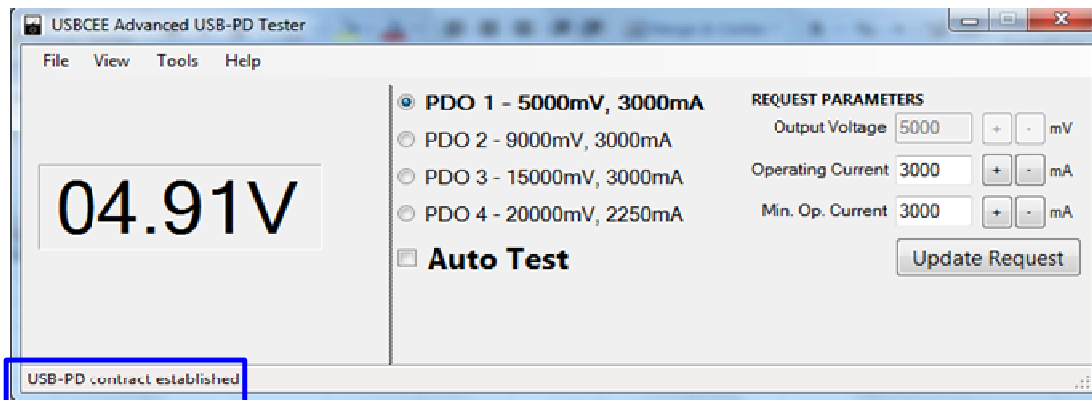 USBCEE Advanced USB-PD Tester
File View Tools Help
04.91V
PDO 1 - 5000mV, 3000mA
PDO 2 - 9000mV, 3000mA
PDO 3 - 15000mV, 3000mA
PDO 4 - 20000mV, 2250mA
Auto Test
REQUEST PARAMETERS
Output Voltage 5000 + - mV
Operating Current 3000 + - mA
Min. Op. Current 3000 + - mA
Update Request
USB-PD contract established